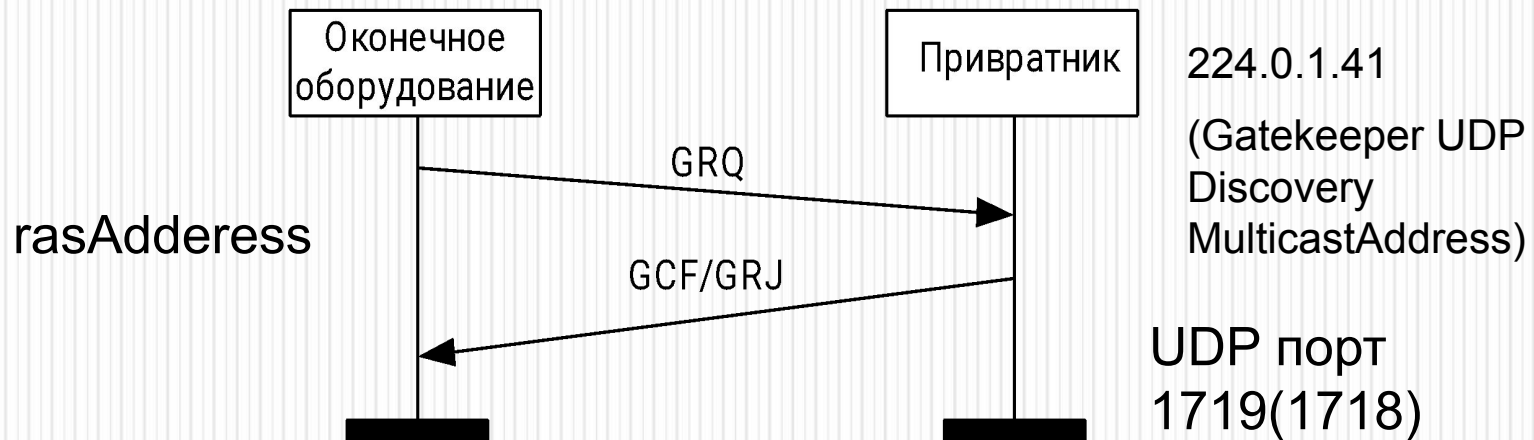 Оконечное
оборудование
Привратник
224.0.1.41
(Gatekeeper UDP
Discovery
MulticastAddress)
GRQ
rasAdderess
GCF/GRJ
UDP порт
1719(1718)